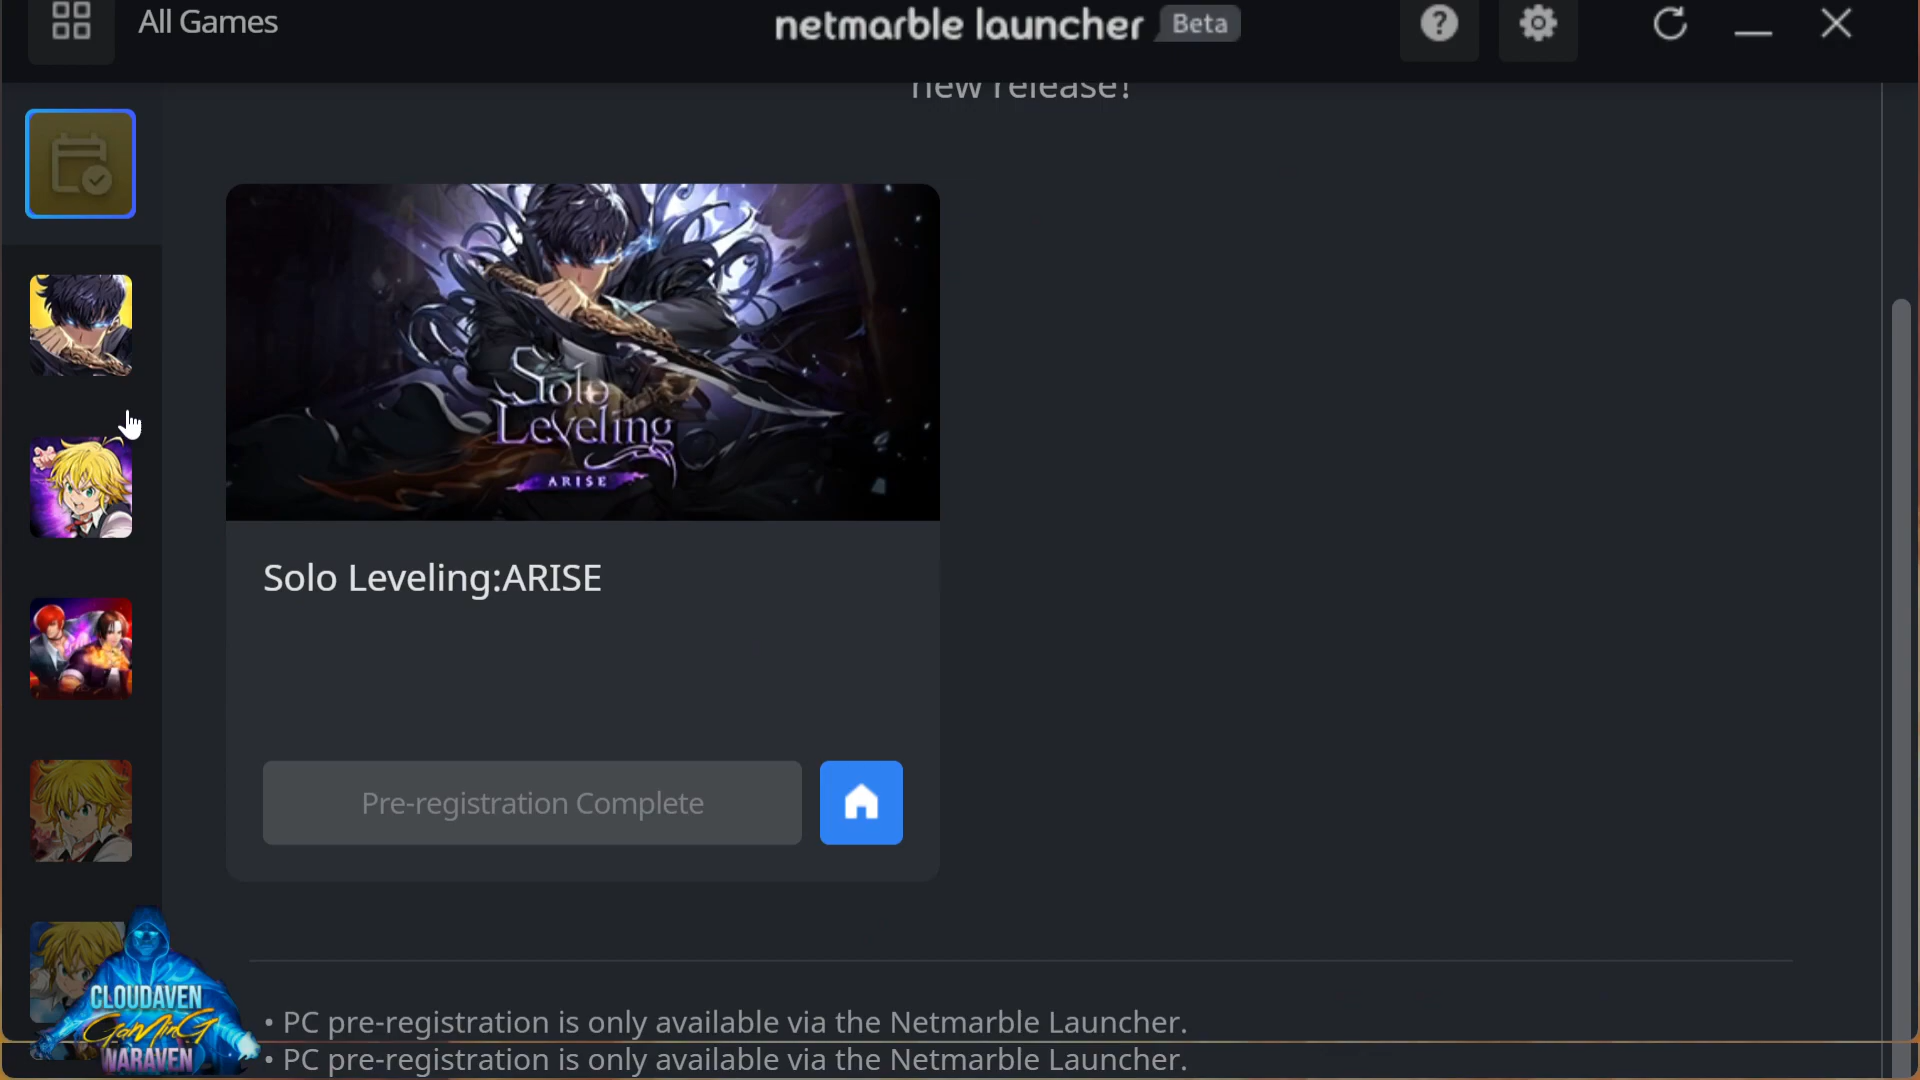 All Games
netmarble launcher Beta
new release!
Solo
Leveling
ARISE
Solo Leveling:ARISE
Pre-registration Complete
• PC pre-registration is only available via the Netmarble Launcher.
• PC pre-registration is only available via the Netmarble Launcher.
CLOUDAVEN
GaMinG
WARAVEN